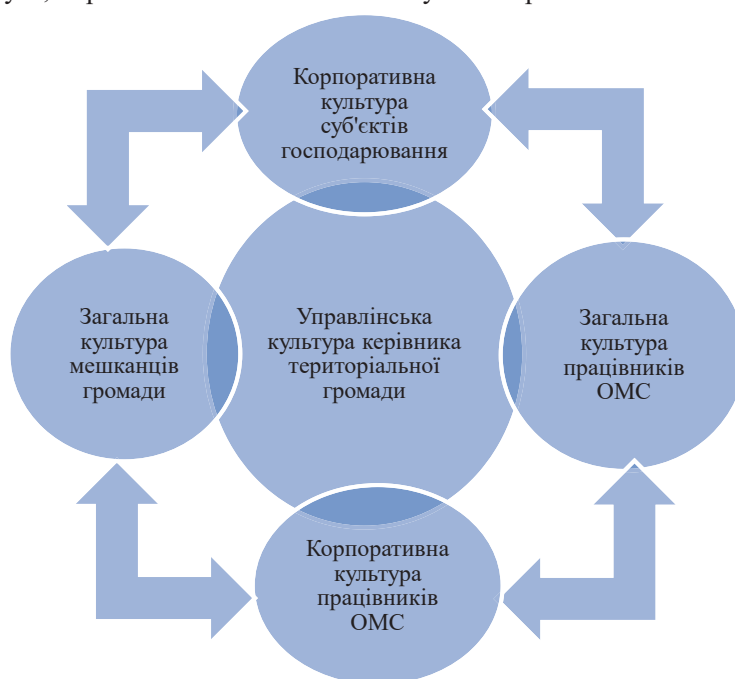 Корпоративна
культура
суб'єктів
господарювання
Загальна
культура
мешканців
громади
Управлінська
культура керівника
територіальної
громади
Загальна
культура
працівників
ОМС
Корпоративна
культура
працівників
ОМС